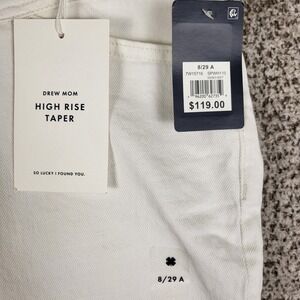 DREW MOM
HIGH RISE
TAPER
SO LUCKY I FOUND YOU.
8/29 A
$119.00
8/29 A